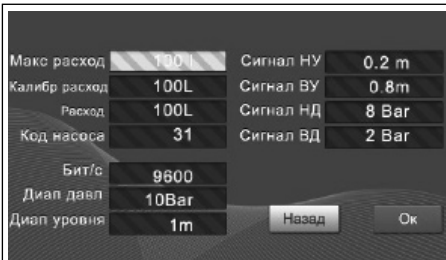 Макс расход 100 l Сигнал НУ 0.2 m
Калибр расход 100L Сигнал ВУ 0.8m
Расход 100L Сигнал НД 8 Bar
Код насоса 31 Сигнал ВД 2 Bar
Бит/с 9600
Диап давл 10Bar
Диап уровня 1m
Назад Ок